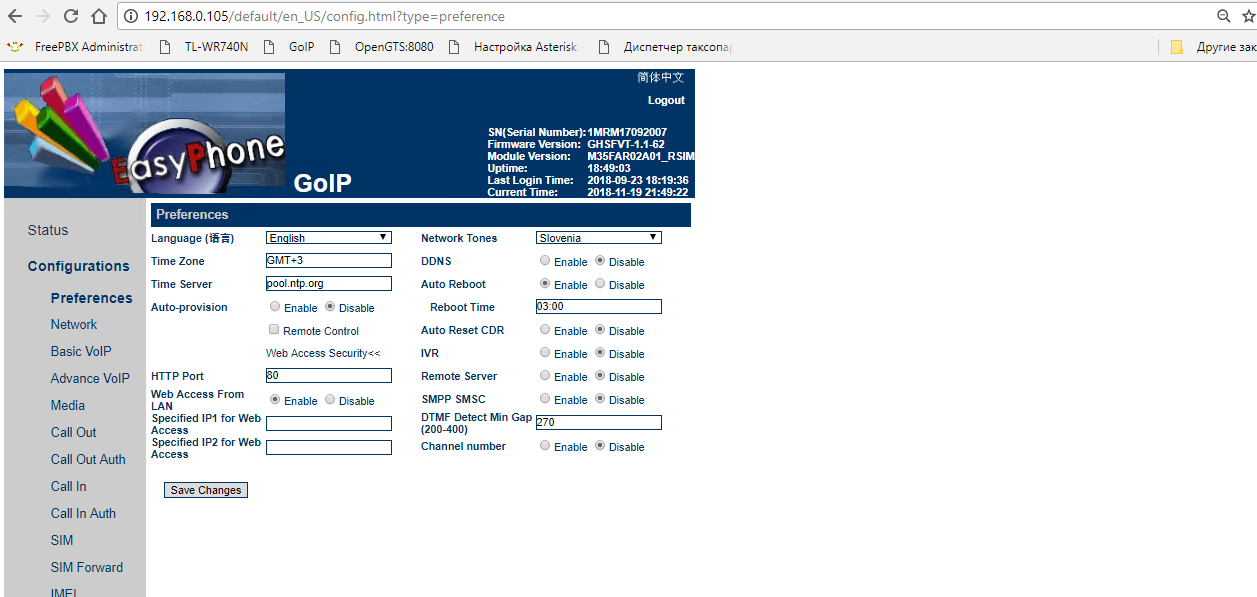 192.168.0.105/default/en_US/config.html?type=preference
FreePBX Administrat TL-WR740N GoIP OpenGTS:8080 Настройка Asterisk Диспетчер таксопар Другие зак
简体中文
Logout
EasyPhone
GoIP
SN(Serial Number): 1MRM17092007
Firmware Version: GHSFVT-1.1-62
Module Version: M35FAR02A01_RSIM
Uptime: 18:49:03
Last Login Time: 2018-09-23 18:19:36
Current Time: 2018-11-19 21:49:22
Status
Configurations
Preferences
Network
Basic VoIP
Advance VoIP
Media
Call Out
Call Out Auth
Call In
Call In Auth
SIM
SIM Forward
IMEI
Preferences
Language (语言) English
Time Zone GMT+3
Time Server pool.ntp.org
Auto-provision Enable Disable
Remote Control
Web Access Security<<
HTTP Port 80
Web Access From
LAN Enable Disable
Specified IP1 for Web
Access
Specified IP2 for Web
Access
Network Tones Slovenia
DDNS Enable Disable
Auto Reboot Enable Disable
Reboot Time 03:00
Auto Reset CDR Enable Disable
IVR Enable Disable
Remote Server Enable Disable
SMPP SMSC Enable Disable
DTMF Detect Min Gap
(200-400) 270
Channel number Enable Disable
Save Changes